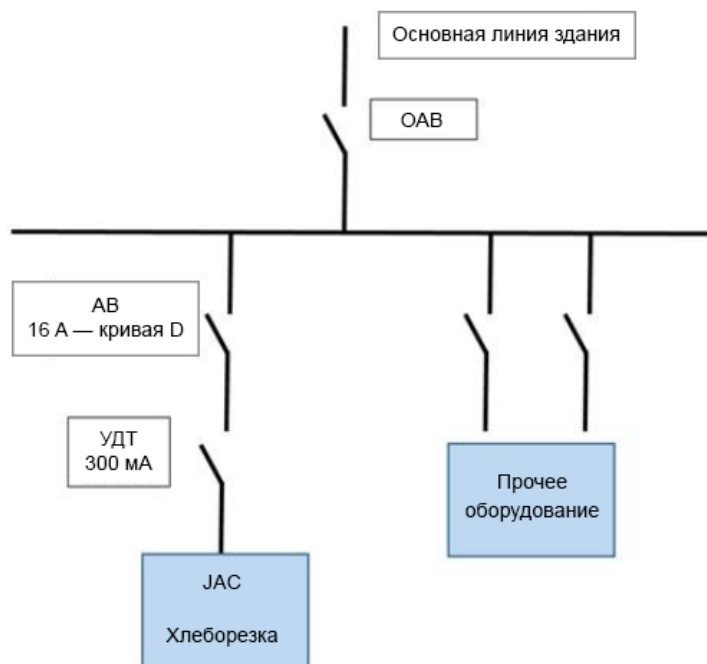 Основная линия здания
ОАВ
АВ
16 А — кривая D
УДТ
300 мА
Прочее
оборудование
JAC
Хлеборезка